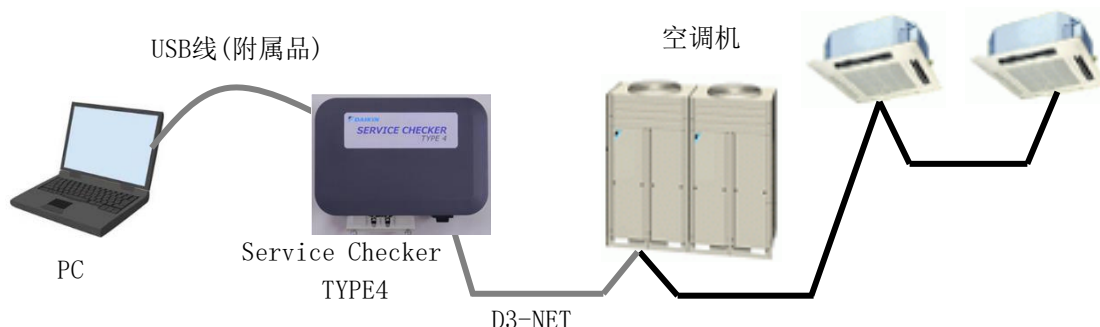 USB线(附属品)
空调机
DAIKIN
SERVICE CHECKER
TYPE 4
Service Checker
TYPE4
PC
D3-NET